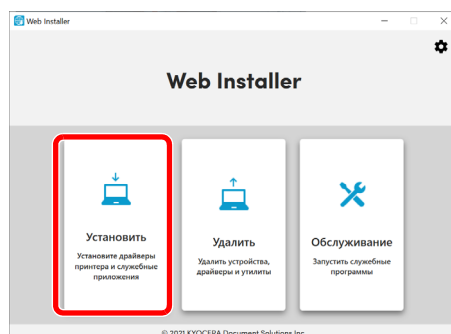 Web Installer
Web Installer
Установить
Установите драйверы
принтера и служебные
приложения
Удалить
Удалить устройства,
драйверы и утилиты
Обслуживание
Запустить служебные
программы
© 2021 KYOCERA Document Solutions Inc.